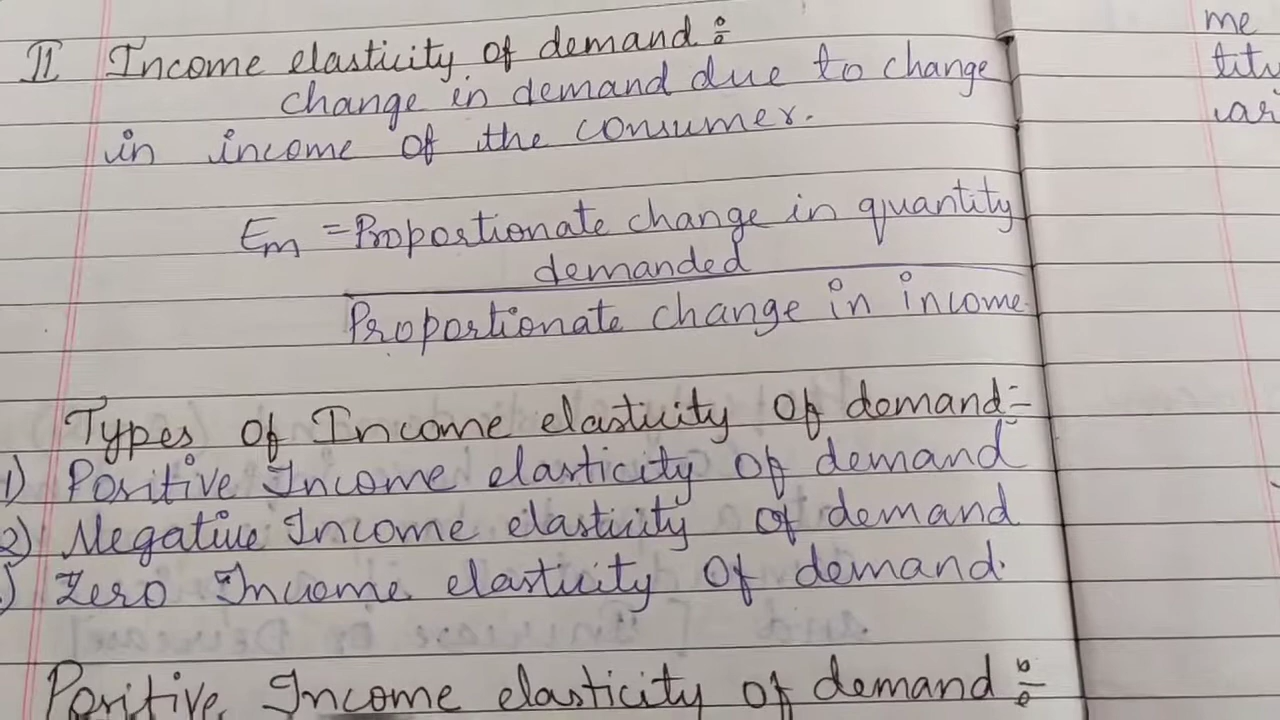 II Income elasticity of demand :-
change in demand due to change
in income of the consumer.
Em = Proportionate change in quantity
demanded
Proportionate change in income.
Types of Income elasticity of demand:-
1) Positive Income elasticity of demand
2) Negative Income elasticity of demand
) Zero Income elasticity of demand.
Positive Income elasticity of demand :-
me